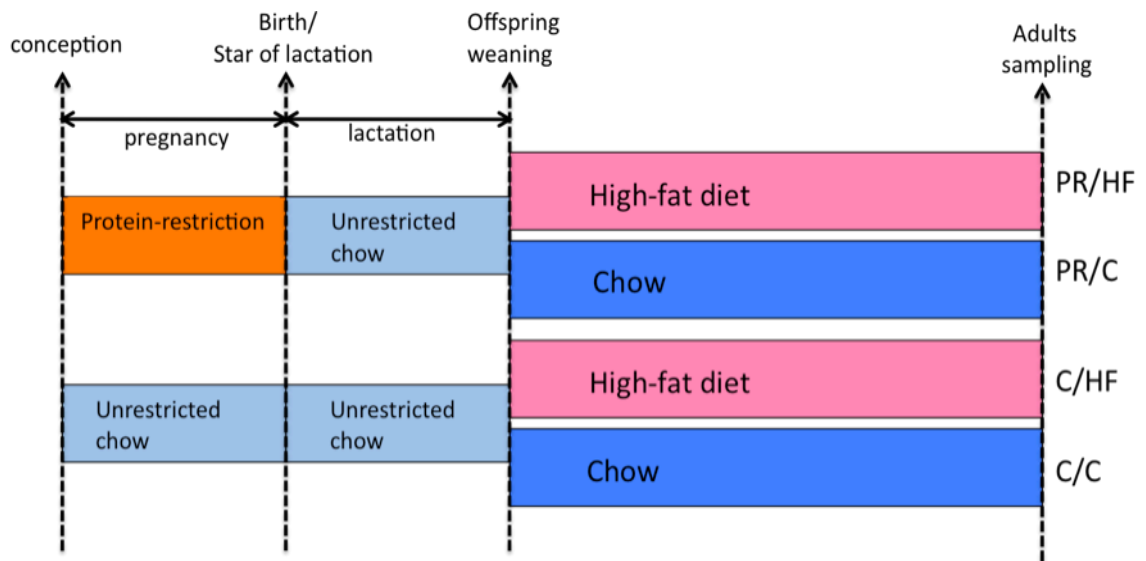 conception
Birth/
Star of lactation
Offspring
weaning
Adults
sampling
pregnancy
lactation
Protein-restriction
Unrestricted
chow
High-fat diet
PR/HF
Chow
PR/C
Unrestricted
chow
Unrestricted
chow
High-fat diet
C/HF
Chow
C/C